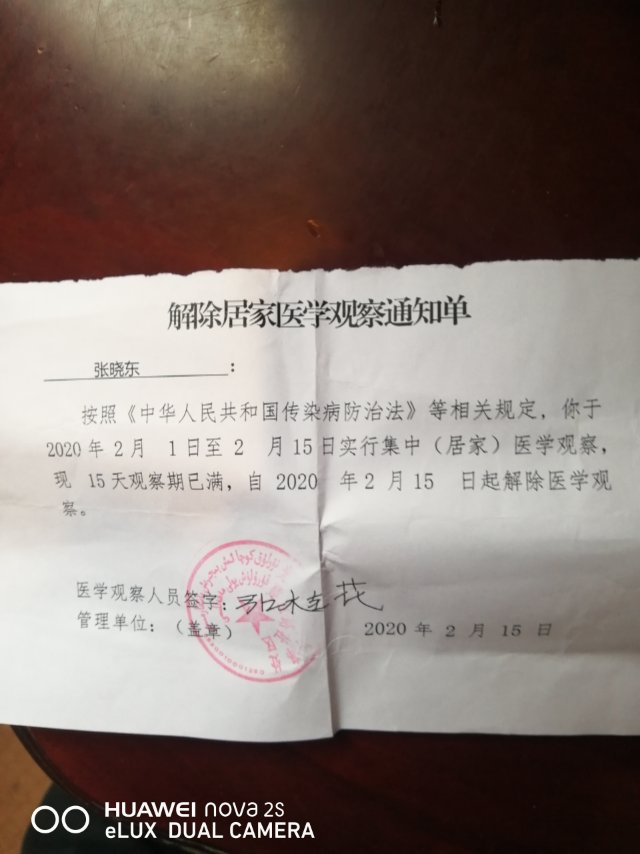 解除居家医学观察通知单
张晓东：
按照《中华人民共和国传染病防治法》等相关规定，你于
2020年2月 1日至 2 月15日实行集中（居家）医学观察，
现 15天观察期已满，自 2020 年2月15 日起解除医学观
察。
医学观察人员签字：
管理单位：（盖章）
2020年2月15日
HUAWEI nova 2S
eLUX DUAL CAMERA